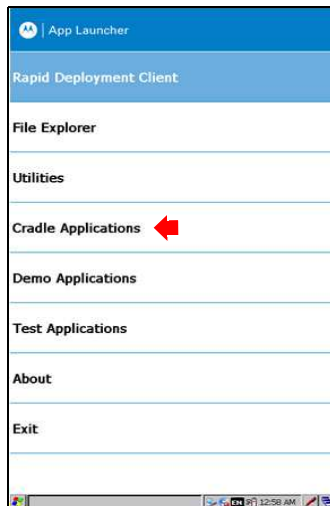 App Launcher
Rapid Deployment Client
File Explorer
Utilities
Cradle Applications
Demo Applications
Test Applications
About
Exit
EN 12:58 AM